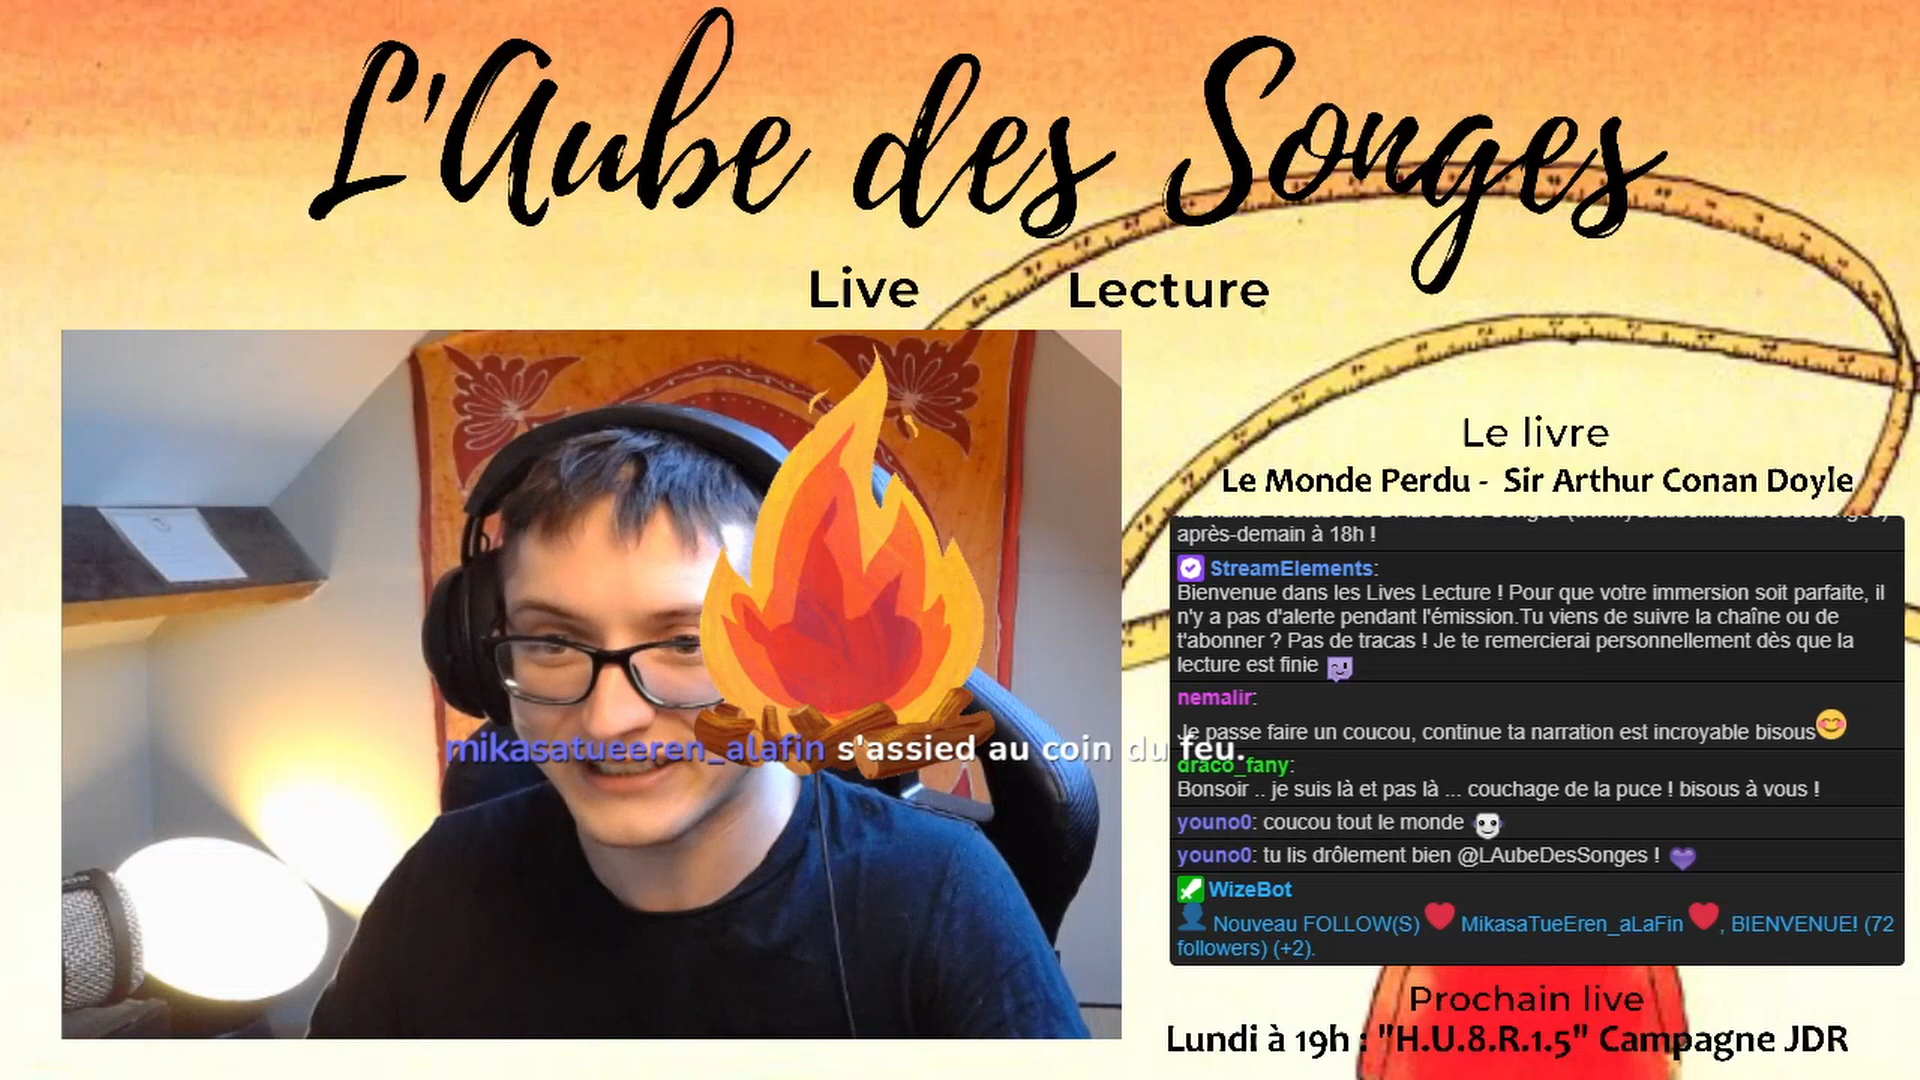 L'Aube des Songes
Live Lecture
Le livre
Le Monde Perdu - Sir Arthur Conan Doyle
après-demain à 18h !
StreamElements:
Bienvenue dans les Lives Lecture ! Pour que votre immersion soit parfaite, il
n'y a pas d'alerte pendant l'émission.Tu viens de suivre la chaîne ou de
t'abonner ? Pas de tracas ! Je te remercierai personnellement dès que la
lecture est finie
nemalir:
Je passe faire un coucou, continue ta narration est incroyable bisous
mikasatueeren_alafin s'assied au coin du feu.
draco_fany:
Bonsoir .. je suis là et pas là ... couchage de la puce ! bisous à vous !
youno0: coucou tout le monde
youno0: tu lis drôlement bien @LAubeDesSonges !
WizeBot
Nouveau FOLLOW(S) MikasaTueEren_aLaFin , BIENVENUE! (72
followers) (+2).
Prochain live
Lundi à 19h : "H.U.8.R.1.5" Campagne JDR